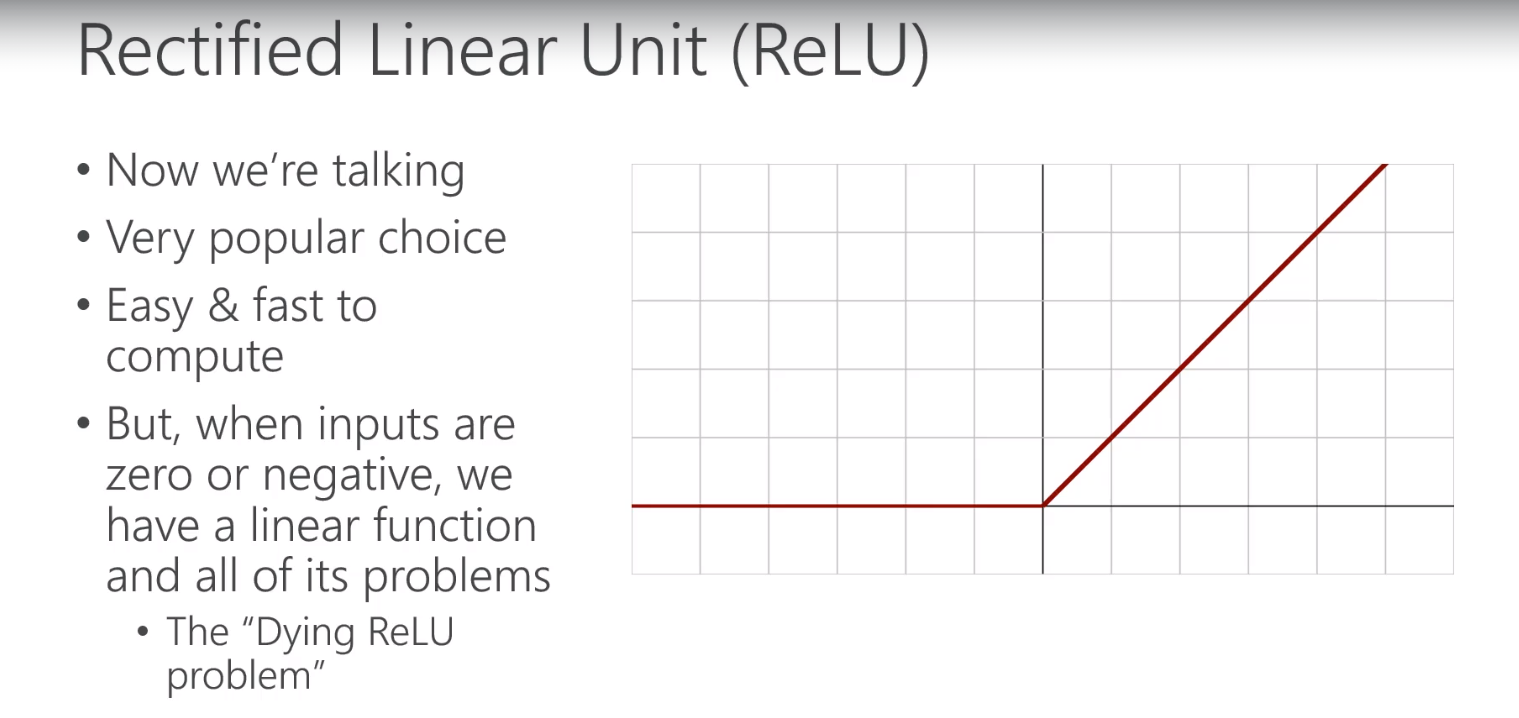 Rectified Linear Unit (ReLU)
• Now we’re talking
• Very popular choice
• Easy & fast to
compute
• But, when inputs are
zero or negative, we
have a linear function
and all of its problems
• The “Dying ReLU
problem”